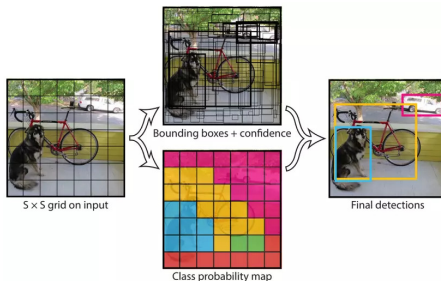 Bounding boxes + confidence
S × S grid on input
Final detections
Class probability map